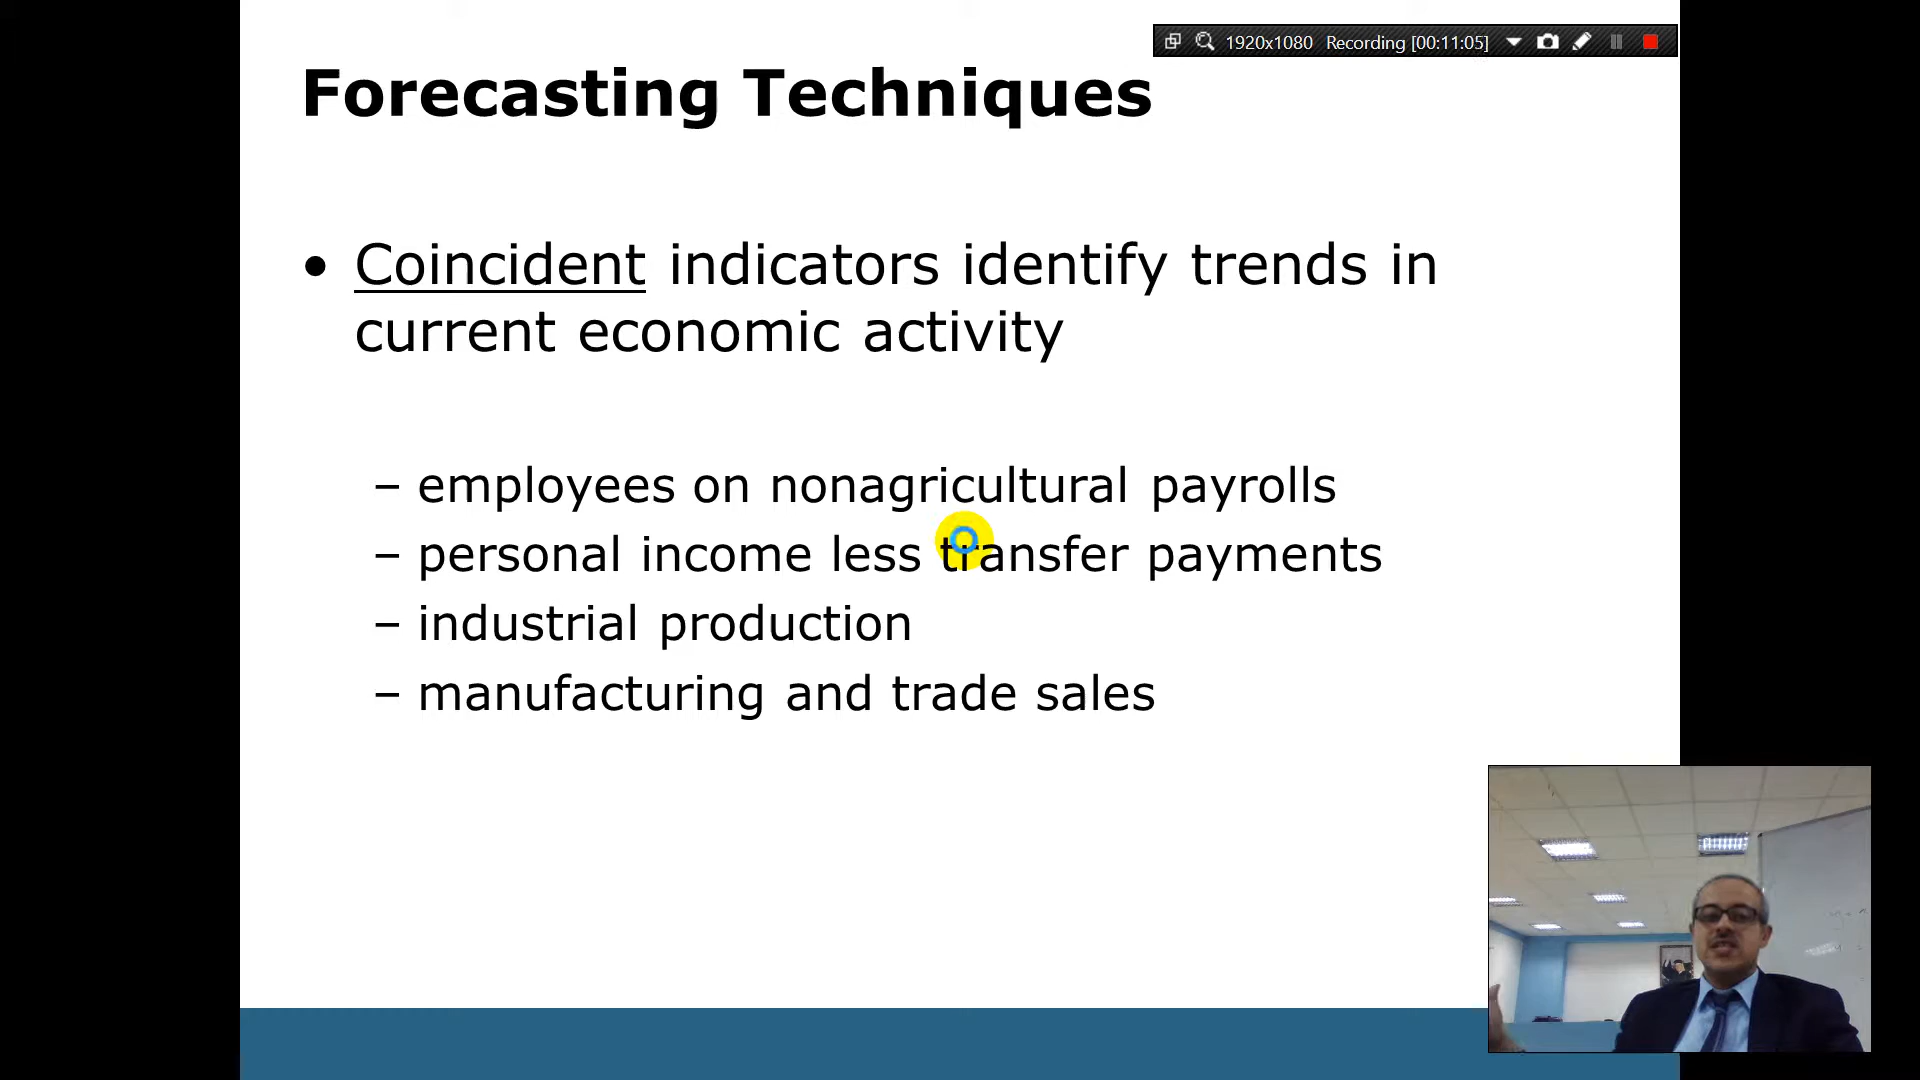 1920x1080 Recording [00:11:05]
Forecasting Techniques
• Coincident indicators identify trends in
current economic activity
– employees on nonagricultural payrolls
– personal income less transfer payments
– industrial production
– manufacturing and trade sales